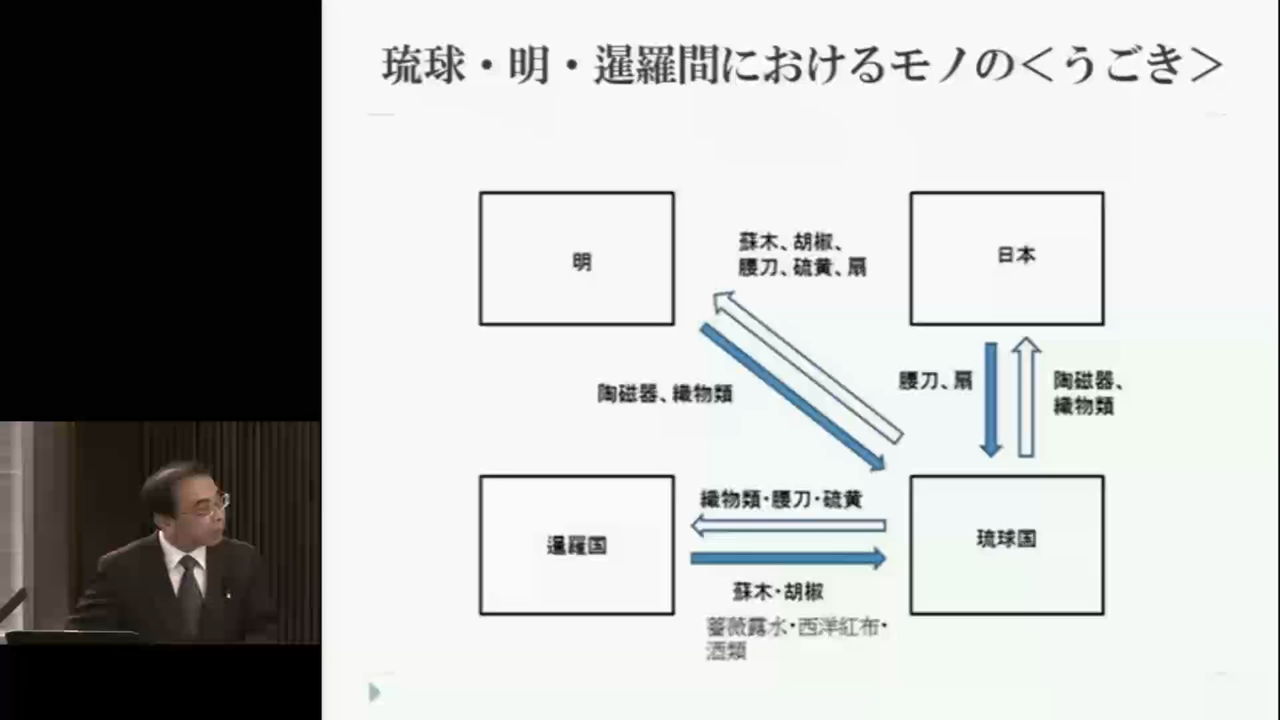 琉球・明・暹羅間におけるモノの＜うごき＞
明
蘇木、胡椒、
腰刀、硫黄、扇
日本
陶磁器、織物類
腰刀、扇
陶磁器、
織物類
暹羅国
織物類・腰刀・硫黄
琉球国
蘇木・胡椒
薔薇露水・西洋紅布・
酒類